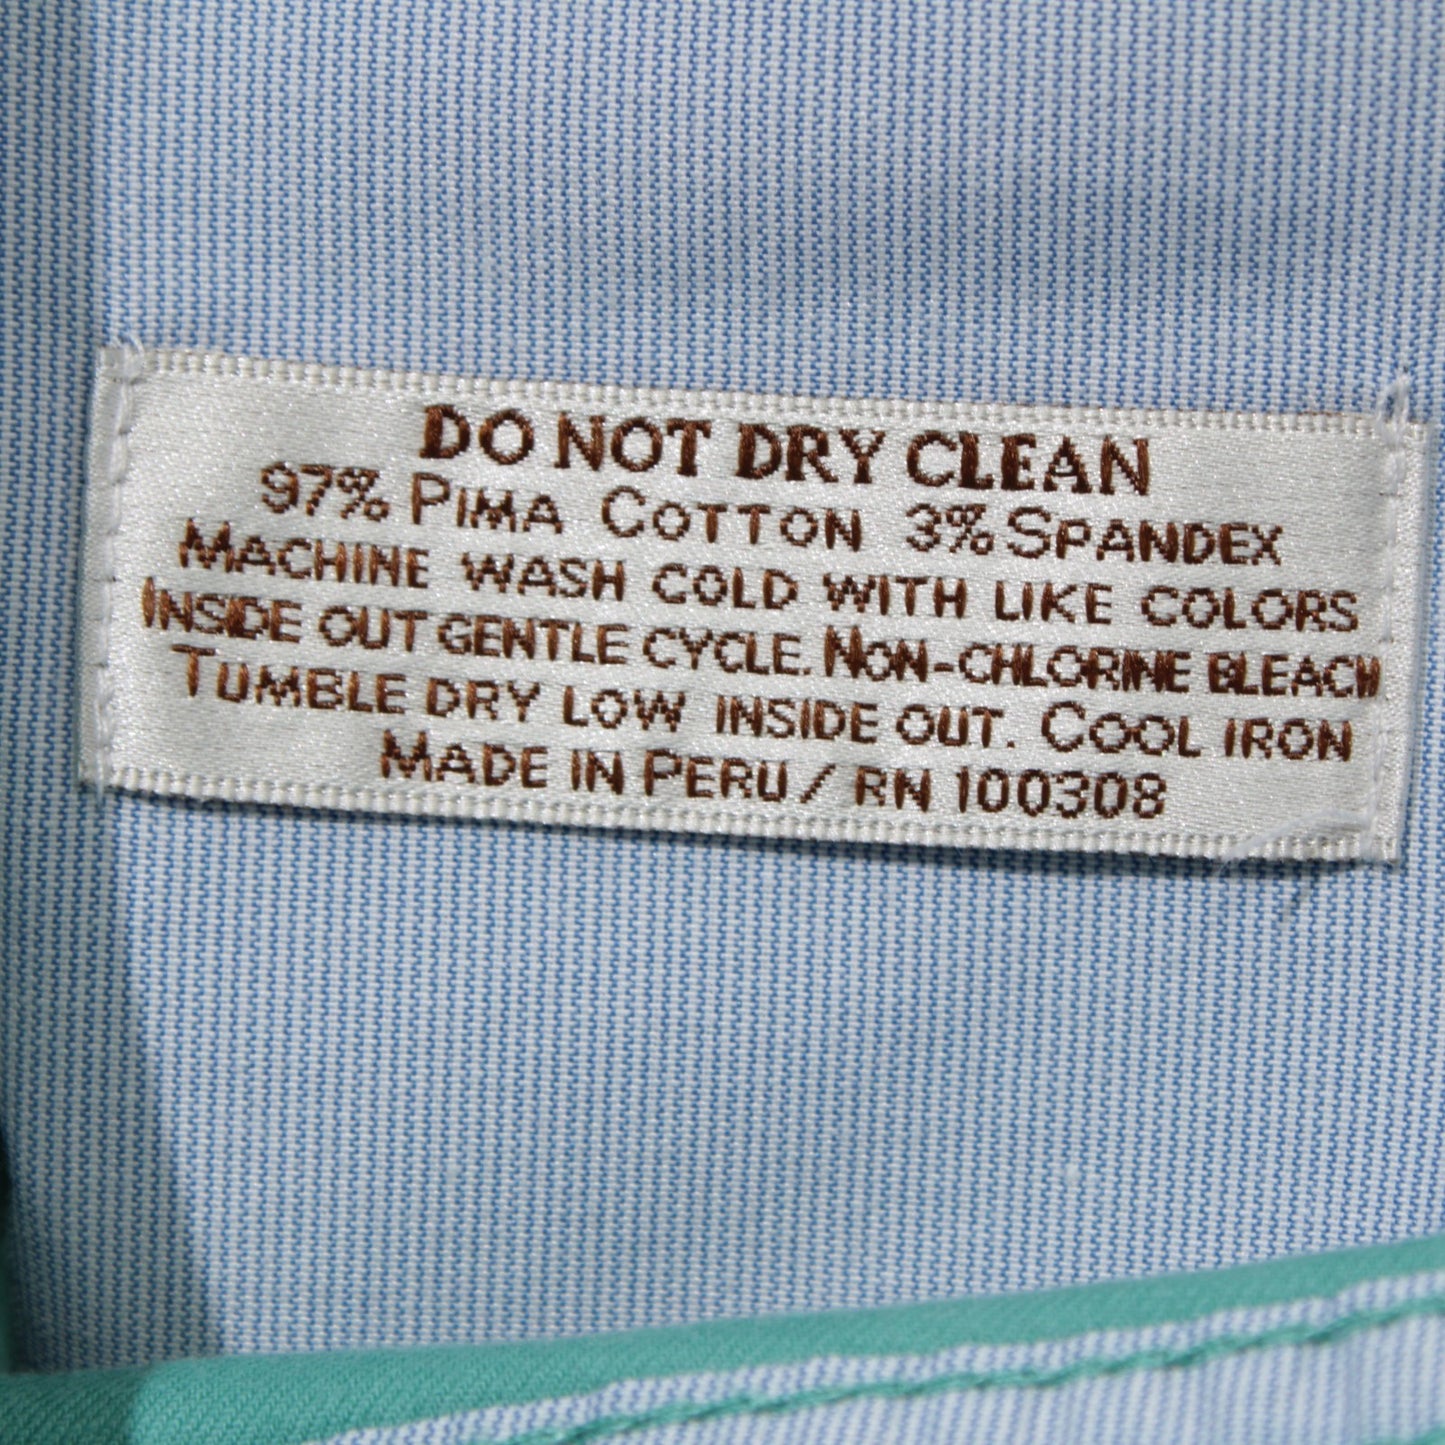 DO NOT DRY CLEAN
97% PIMA COTTON 3% SPANDEX
MACHINE WASH COLD WITH LIKE COLORS
INSIDE OUT GENTLE CYCLE. NON-CHLORINE BLEACH
TUMBLE DRY LOW INSIDE OUT. COOL IRON
MADE IN PERU / RN 100308